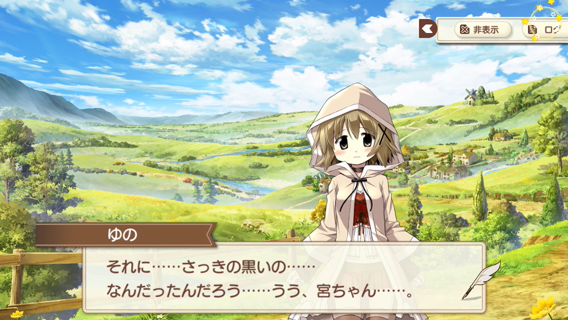 非表示
ログ
ゆの
それに……さっきの黒いの……
なんだったんだろう……うう、宮ちゃん……。